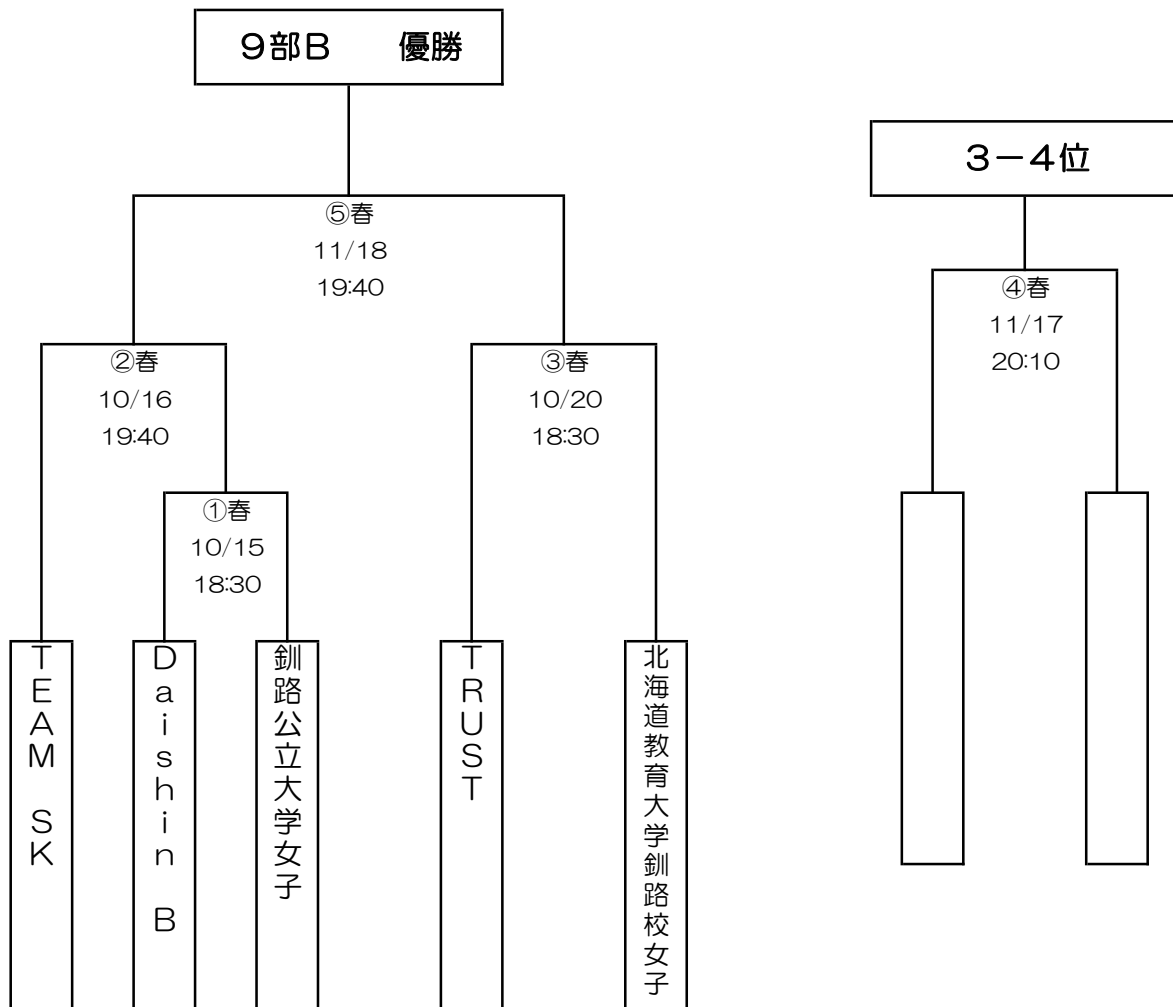 ９部Ｂ　優勝
３－４位
⑤春
11/18
19:40
④春
11/17
20:10
②春
10/16
19:40
③春
10/20
18:30
①春
10/15
18:30
ＴＥＡＭ　ＳＫ
Ｄａｉｓｈｉｎ　Ｂ
釧路公立大学女子
ＴＲＵＳＴ
北海道教育大学釧路校女子